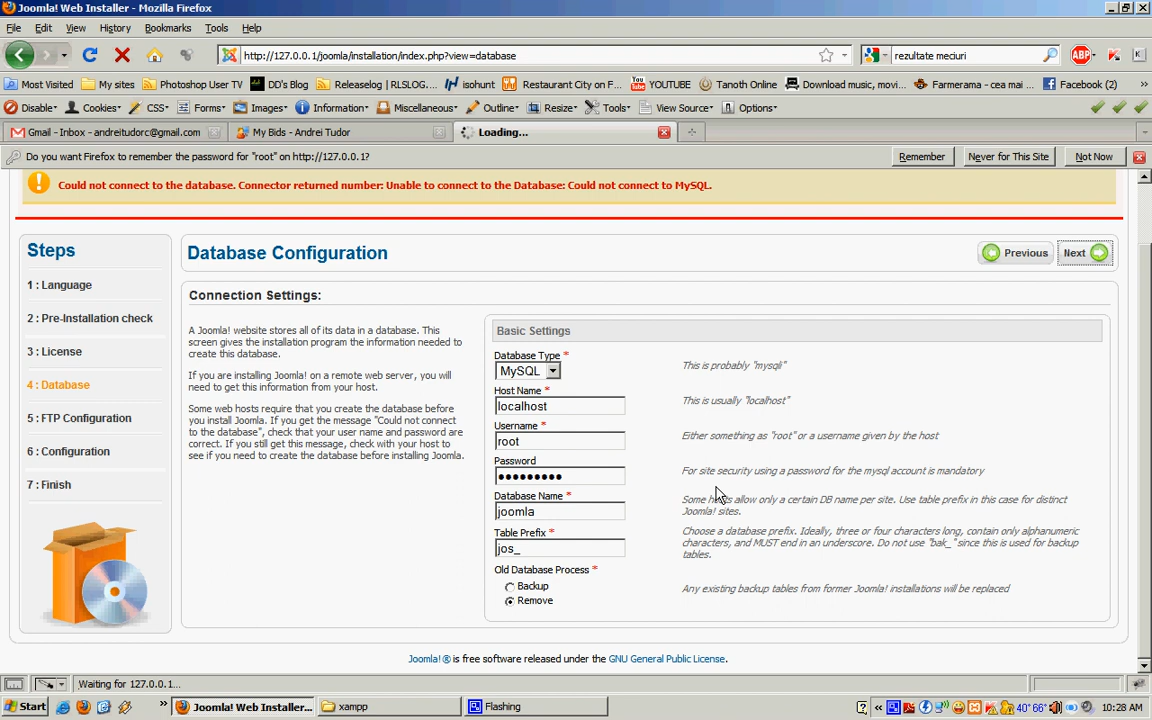 Joomla! Web Installer - Mozilla Firefox
File Edit View History Bookmarks Tools Help
http://127.0.0.1/joomla/installation/index.php?view=database
rezultate meciuri
ABP
Most Visited My sites Photoshop User TV DD's Blog Releaselog | RLSLOG.... isohunt Restaurant City on F... YOUTUBE Tanoth Online Download music, movi... Farmerama - cea mai ... Facebook (2)
Disable Cookies CSS Forms Images Information Miscellaneous Outline Resize Tools View Source Options
Gmail - Inbox - andreitudorc@gmail.com My Bids - Andrei Tudor Loading...
Do you want Firefox to remember the password for "root" on http://127.0.0.1? Remember Never for This Site Not Now
Could not connect to the database. Connector returned number: Unable to connect to the Database: Could not connect to MySQL.
Steps
1 : Language
2 : Pre-Installation check
3 : License
4 : Database
5 : FTP Configuration
6 : Configuration
7 : Finish
Database Configuration
Previous Next
Connection Settings:
A Joomla! website stores all of its data in a database. This
screen gives the installation program the information needed to
create this database.
If you are installing Joomla! on a remote web server, you will
need to get this information from your host.
Some web hosts require that you create the database before
you install Joomla. If you get the message "Could not connect
to the database", check that your user name and password are
correct. If you still get this message, check with your host to
see if you need to create the database before installing Joomla.
Basic Settings
Database Type *
MySQL
This is probably "mysqli"
Host Name *
localhost
This is usually "localhost"
Username *
root
Either something as "root" or a username given by the host
Password
●●●●●●●●●
For site security using a password for the mysql account is mandatory
Database Name *
joomla
Some hosts allow only a certain DB name per site. Use table prefix in this case for distinct
Joomla! sites.
Table Prefix *
jos_
Choose a database prefix. Ideally, three or four characters long, contain only alphanumeric
characters, and MUST end in an underscore. Do not use "bak_" since this is used for backup
tables.
Old Database Process *
Backup
Remove
Any existing backup tables from former Joomla! installations will be replaced
Joomla!® is free software released under the GNU General Public License.
Waiting for 127.0.0.1...
Start Joomla! Web Installer... xampp Flashing 40° 66° 10:28 AM